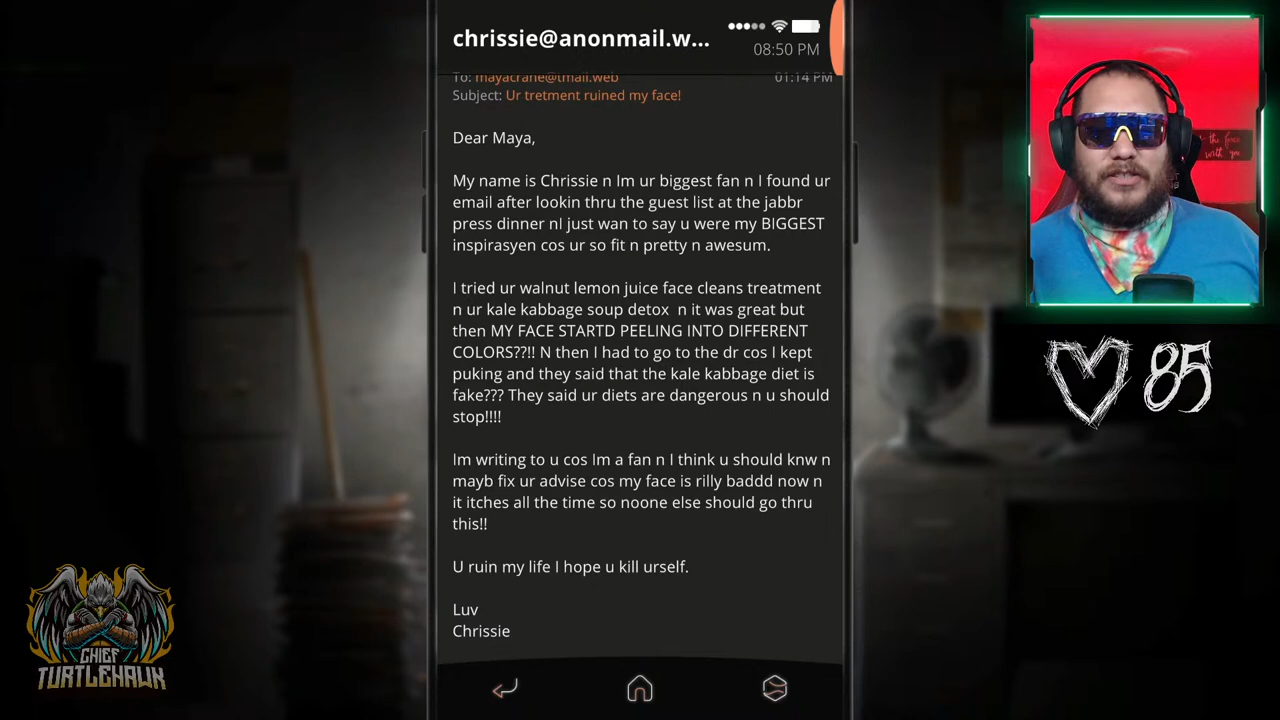 chrissie@anonmail.w...
08:50 PM
To: mayacrane@tmail.web
01:14 PM
Subject: Ur tretment ruined my face!
Dear Maya,
My name is Chrissie n Im ur biggest fan n I found ur
email after lookin thru the guest list at the jabbr
press dinner nI just wan to say u were my BIGGEST
inspirasyen cos ur so fit n pretty n awesum.
I tried ur walnut lemon juice face cleans treatment
n ur kale kabbage soup detox n it was great but
then MY FACE STARTD PEELING INTO DIFFERENT
COLORS??!! N then I had to go to the dr cos I kept
puking and they said that the kale kabbage diet is
fake??? They said ur diets are dangerous n u should
stop!!!!
Im writing to u cos Im a fan n I think u should knw n
mayb fix ur advise cos my face is rilly baddd now n
it itches all the time so noone else should go thru
this!!
U ruin my life I hope u kill urself.
Luv
Chrissie
the force
with you
85
CHIEF
TURTLEHAWK